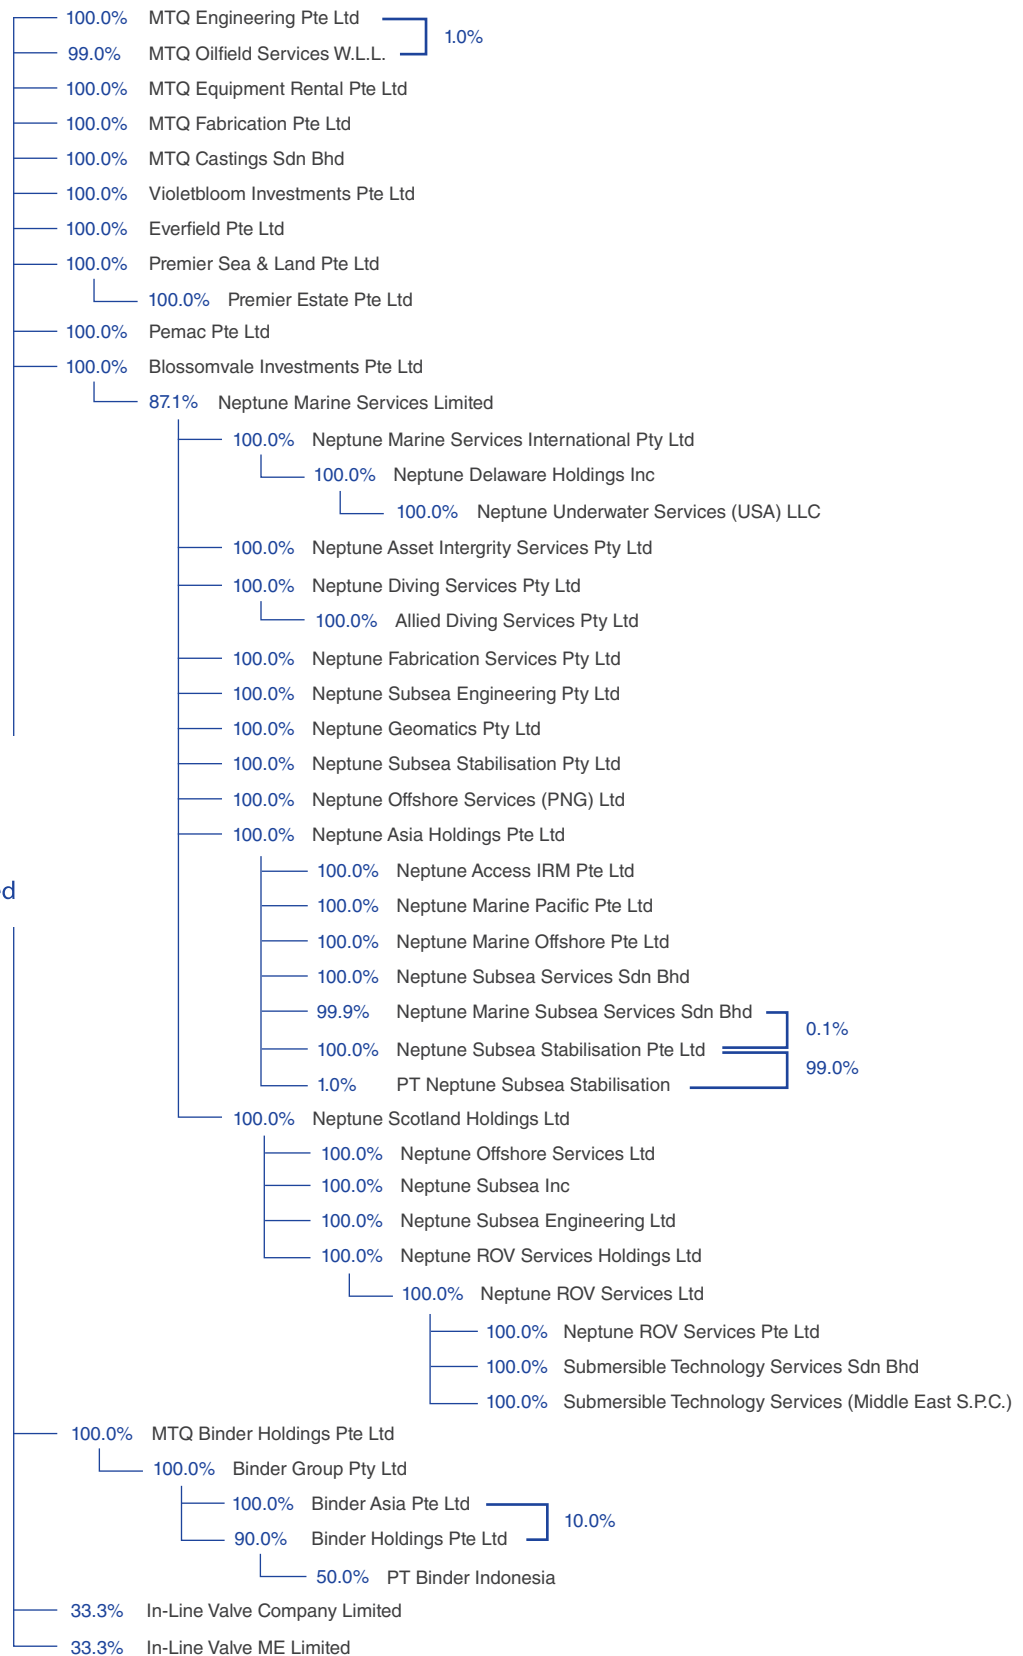 100.0% MTQ Engineering Pte Ltd
1.0%
99.0% MTQ Oilfield Services W.L.L.
100.0% MTQ Equipment Rental Pte Ltd
100.0% MTQ Fabrication Pte Ltd
100.0% MTQ Castings Sdn Bhd
100.0% Violetbloom Investments Pte Ltd
100.0% Everfield Pte Ltd
100.0% Premier Sea & Land Pte Ltd
100.0% Premier Estate Pte Ltd
100.0% Pemac Pte Ltd
100.0% Blossomvale Investments Pte Ltd
87.1% Neptune Marine Services Limited
100.0% Neptune Marine Services International Pty Ltd
100.0% Neptune Delaware Holdings Inc
100.0% Neptune Underwater Services (USA) LLC
100.0% Neptune Asset Intergrity Services Pty Ltd
100.0% Neptune Diving Services Pty Ltd
100.0% Allied Diving Services Pty Ltd
100.0% Neptune Fabrication Services Pty Ltd
100.0% Neptune Subsea Engineering Pty Ltd
100.0% Neptune Geomatics Pty Ltd
100.0% Neptune Subsea Stabilisation Pty Ltd
100.0% Neptune Offshore Services (PNG) Ltd
100.0% Neptune Asia Holdings Pte Ltd
100.0% Neptune Access IRM Pte Ltd
ed
100.0% Neptune Marine Pacific Pte Ltd
100.0% Neptune Marine Offshore Pte Ltd
100.0% Neptune Subsea Services Sdn Bhd
99.9% Neptune Marine Subsea Services Sdn Bhd
0.1%
100.0% Neptune Subsea Stabilisation Pte Ltd
99.0%
1.0% PT Neptune Subsea Stabilisation
100.0% Neptune Scotland Holdings Ltd
100.0% Neptune Offshore Services Ltd
100.0% Neptune Subsea Inc
100.0% Neptune Subsea Engineering Ltd
100.0% Neptune ROV Services Holdings Ltd
100.0% Neptune ROV Services Ltd
100.0% Neptune ROV Services Pte Ltd
100.0% Submersible Technology Services Sdn Bhd
100.0% Submersible Technology Services (Middle East S.P.C.)
100.0% MTQ Binder Holdings Pte Ltd
100.0% Binder Group Pty Ltd
100.0% Binder Asia Pte Ltd
10.0%
90.0% Binder Holdings Pte Ltd
50.0% PT Binder Indonesia
33.3% In-Line Valve Company Limited
33.3% In-Line Valve ME Limited